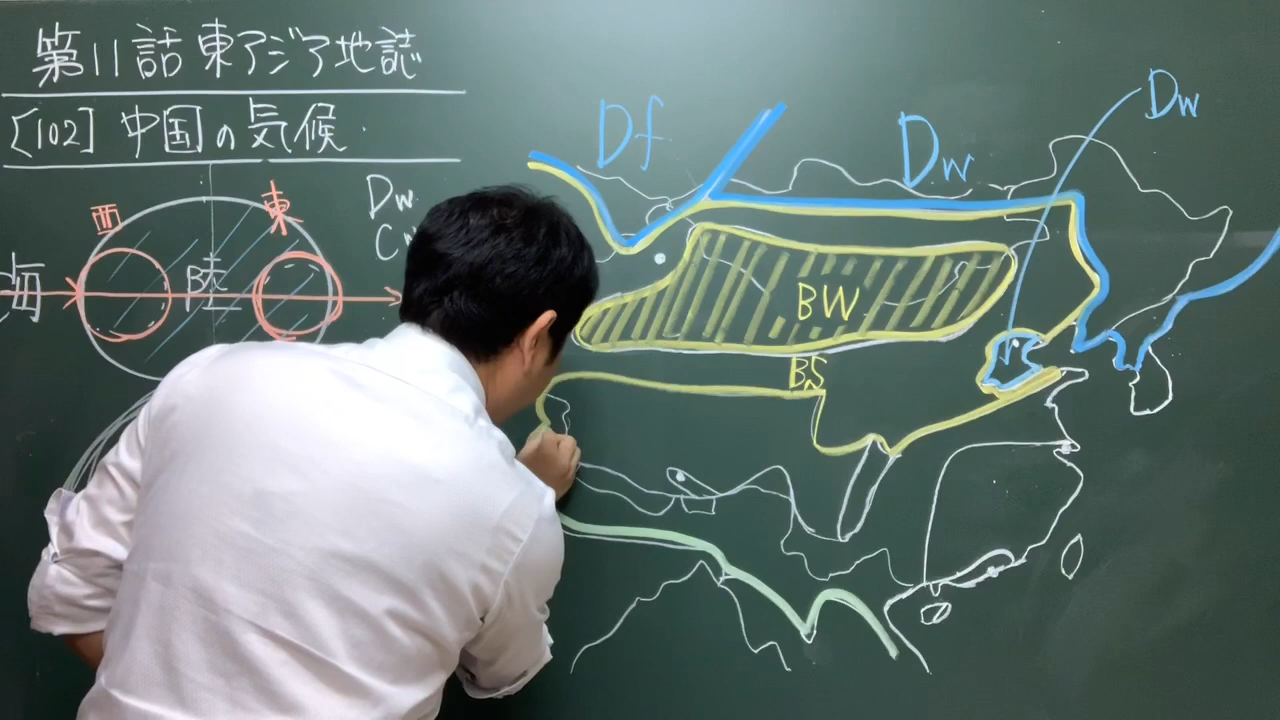 第11話 東アジア地誌
[102] 中国の気候
西
東
海
B陸
Dw
C
Df
Dw
Dw
BW
BS